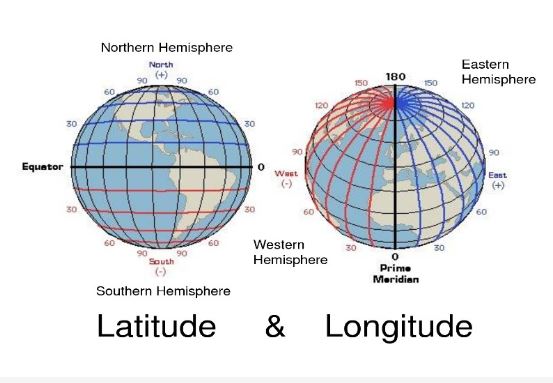 Northern Hemisphere
North
(+)
90 90
60 60
30 30
Equator 0
30 30
60 60
90 90
South
(-)
Southern Hemisphere
Eastern
Hemisphere
180
150 150
120 120
90 90
West
(-)
East
(+)
60 60
30 30
0
Prime
Meridian
Western
Hemisphere
Latitude & Longitude